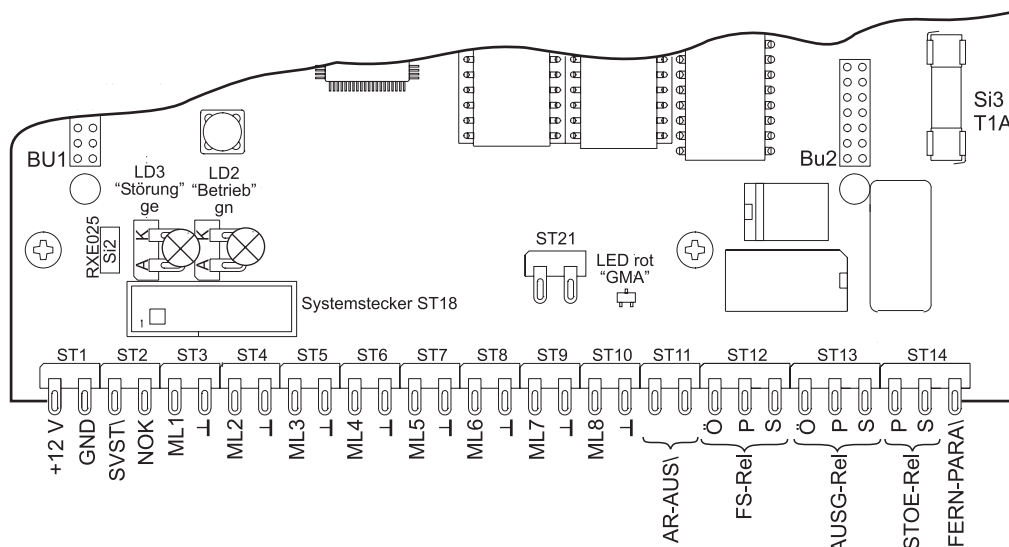 Si3
T1A
BU1
Bu2
LD3
"Störung"
ge
LD2
"Betrieb"
gn
RXE025
Si2
K
A
K
A
ST21
LED rot
"GMA"
Systemstecker ST18
1
ST1 ST2 ST3 ST4 ST5 ST6 ST7 ST8 ST9 ST10 ST11 ST12 ST13 ST14
+12 V
GND
SVST\
NOK
ML1
⊥
ML2
⊥
ML3
⊥
ML4
⊥
ML5
⊥
ML6
⊥
ML7
⊥
ML8
⊥
AR-AUS\
Ö P S
FS-Rel
Ö P S
AUSG-Rel
P S
STOE-Rel
FERN-PARA\